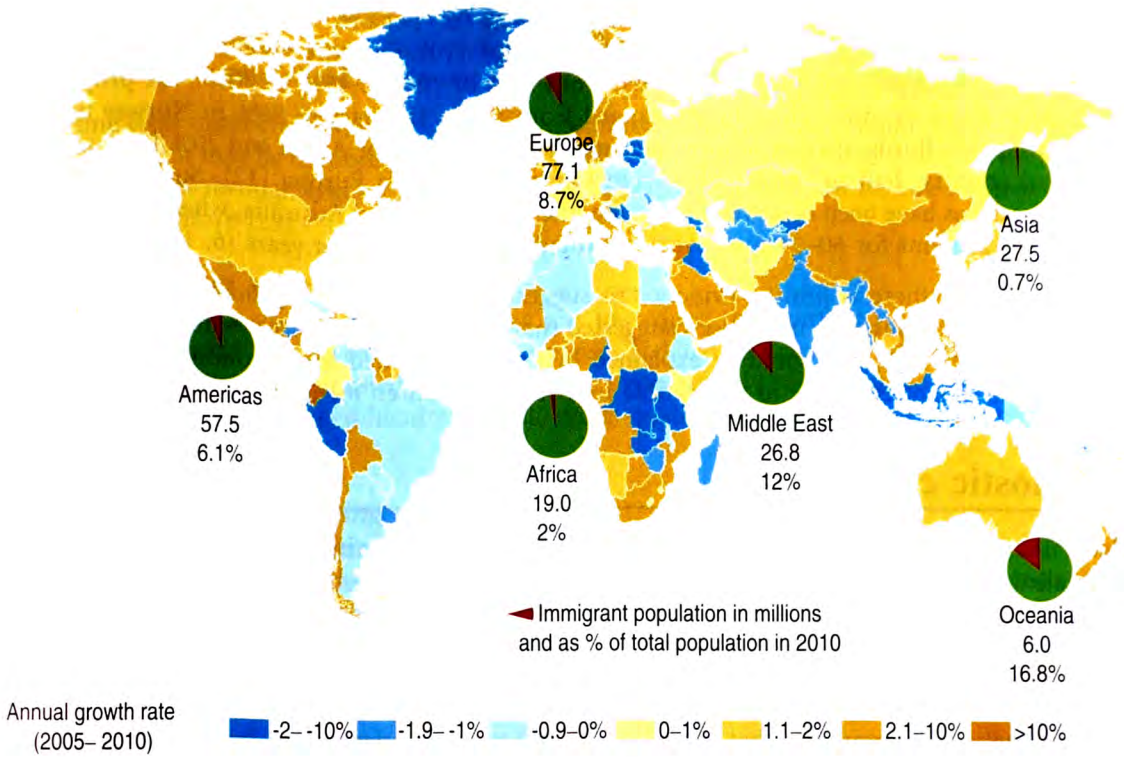 Europe
77.1
8.7%
Asia
27.5
0.7%
Americas
57.5
6.1%
Middle East
26.8
12%
Africa
19.0
2%
Oceania
6.0
16.8%
Immigrant population in millions
and as % of total population in 2010
Annual growth rate
(2005– 2010)
-2– -10%
-1.9– -1%
-0.9–0%
0–1%
1.1–2%
2.1–10%
>10%